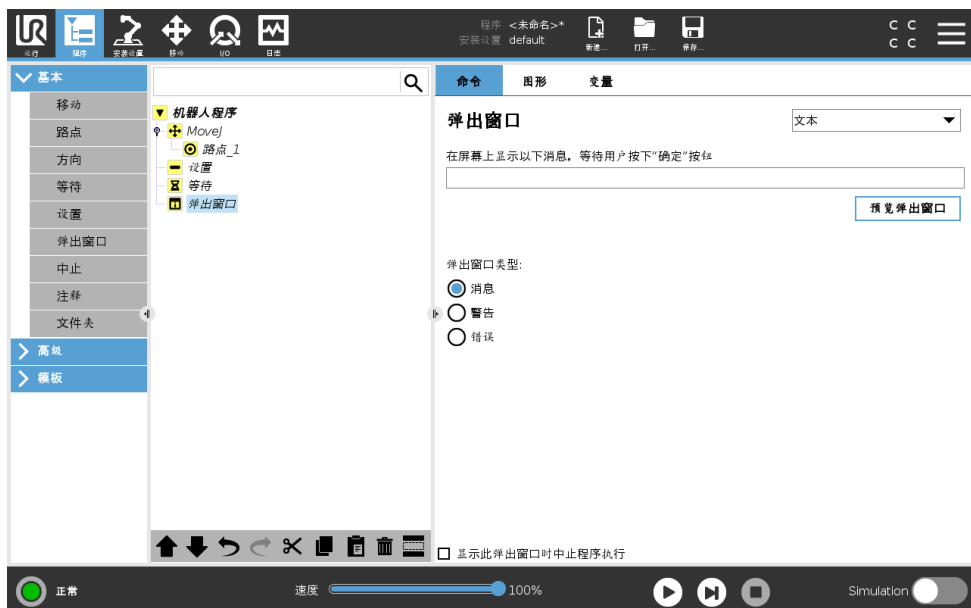 程序 <未命名>*
安装设置 default
C C
C C
运行
程序
安装设置
移动
I/O
日志
新建...
打开...
保存...
基本
移动
路点
方向
等待
设置
弹出窗口
中止
注释
文件夹
高级
模板
机器人程序
MoveJ
路点_1
设置
等待
弹出窗口
命令 图形 变量
弹出窗口
文本
在屏幕上显示以下消息，等待用户按下"确定"按钮
预览弹出窗口
弹出窗口类型:
消息
警告
错误
显示此弹出窗口时中止程序执行
正常
速度
100%
Simulation